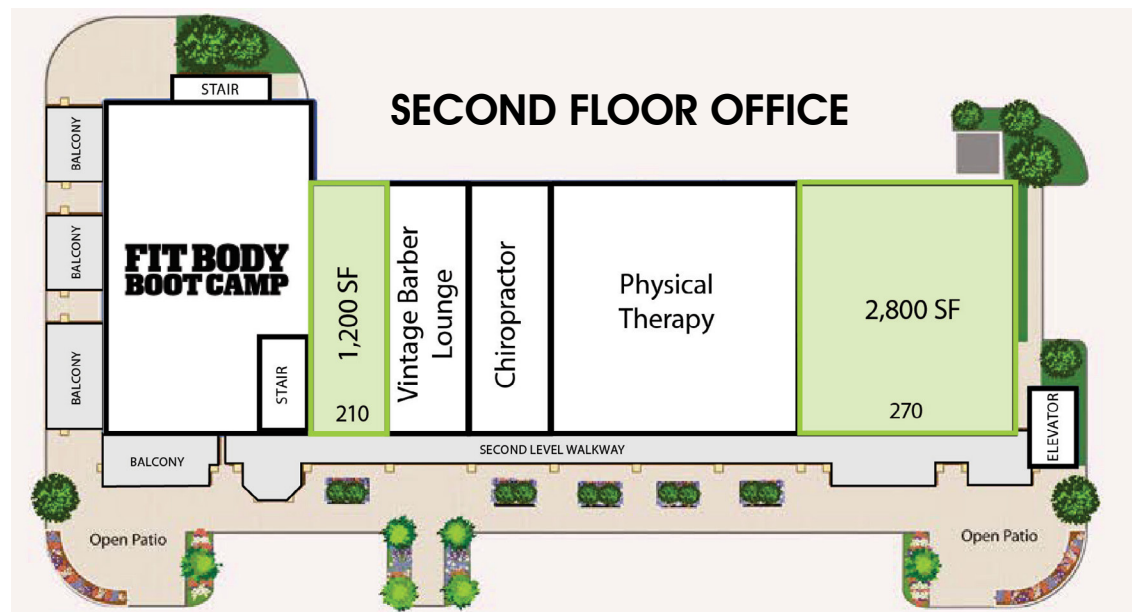 STAIR
SECOND FLOOR OFFICE
BALCONY
BALCONY
BALCONY
FIT BODY
BOOT CAMP
STAIR
1,200 SF
210
Vintage Barber
Lounge
Chiropractor
Physical
Therapy
2,800 SF
270
ELEVATOR
BALCONY
SECOND LEVEL WALKWAY
Open Patio
Open Patio